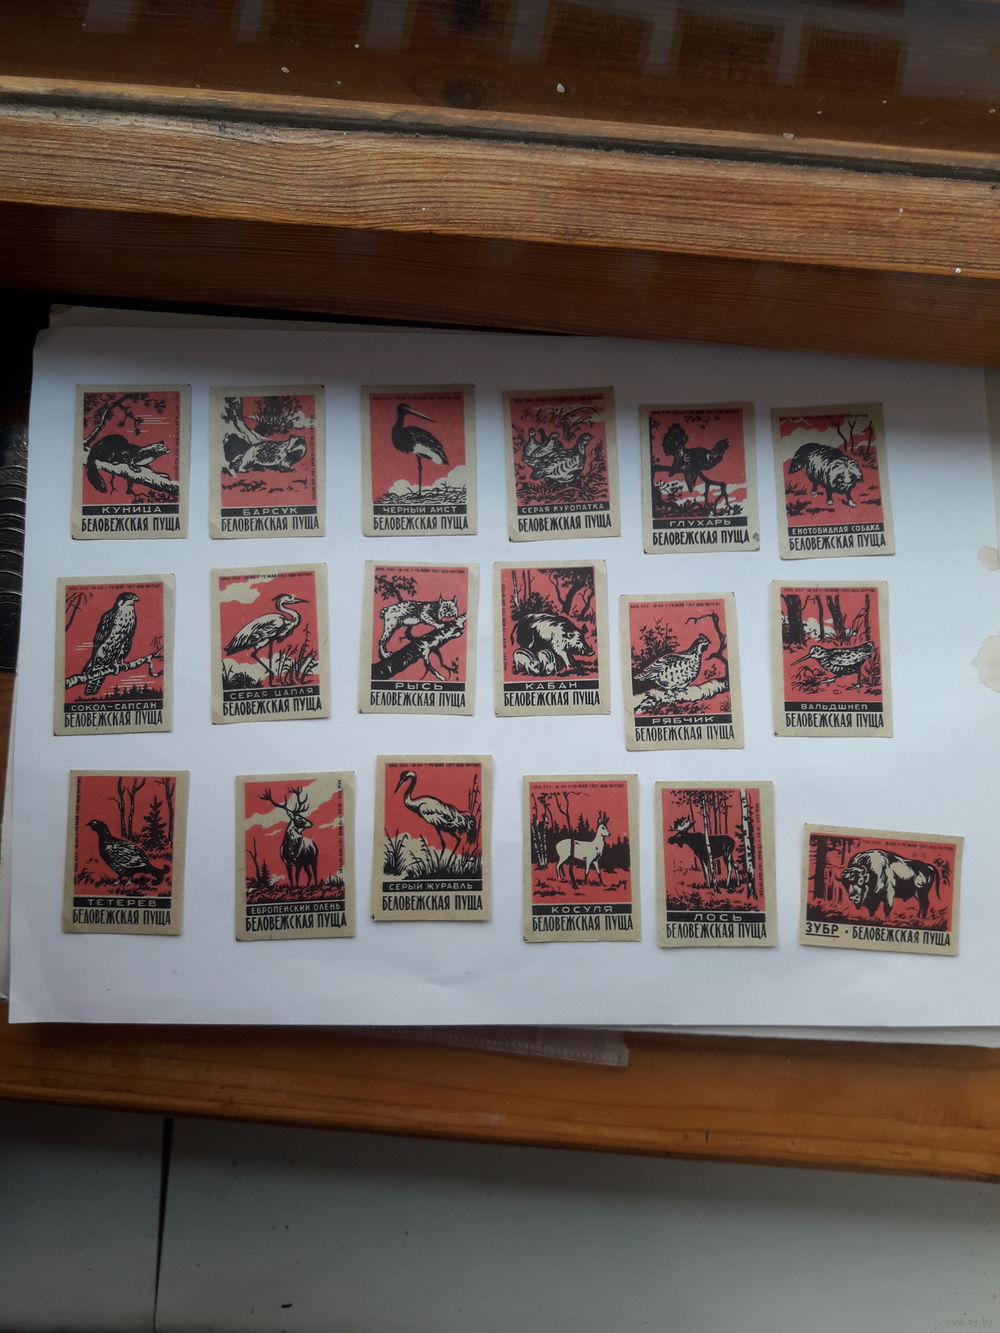 КУНИЦА
БЕЛОВЕЖСКАЯ ПУЩА
БАРСУК
БЕЛОВЕЖСКАЯ ПУЩА
ЧЕРНЫЙ АИСТ
БЕЛОВЕЖСКАЯ ПУЩА
СЕРАЯ КУРОПАТКА
БЕЛОВЕЖСКАЯ ПУЩА
ГЛУХАРЬ
БЕЛОВЕЖСКАЯ ПУЩА
ЕНОТОВИДНАЯ СОБАКА
БЕЛОВЕЖСКАЯ ПУЩА
СОКОЛ-САПСАН
БЕЛОВЕЖСКАЯ ПУЩА
СЕРАЯ ЦАПЛЯ
БЕЛОВЕЖСКАЯ ПУЩА
РЫСЬ
БЕЛОВЕЖСКАЯ ПУЩА
КАБАН
БЕЛОВЕЖСКАЯ ПУЩА
РЯБЧИК
БЕЛОВЕЖСКАЯ ПУЩА
ВАЛЬДШНЕП
БЕЛОВЕЖСКАЯ ПУЩА
ТЕТЕРЕВ
БЕЛОВЕЖСКАЯ ПУЩА
ЕВРОПЕЙСКИЙ ОЛЕНЬ
БЕЛОВЕЖСКАЯ ПУЩА
СЕРЫЙ ЖУРАВЛЬ
БЕЛОВЕЖСКАЯ ПУЩА
КОСУЛЯ
БЕЛОВЕЖСКАЯ ПУЩА
ЛОСЬ
БЕЛОВЕЖСКАЯ ПУЩА
ЗУБР · БЕЛОВЕЖСКАЯ ПУЩА
www.ay.by